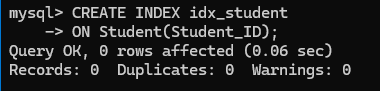 mysql> CREATE INDEX idx_student
    -> ON Student(Student_ID);
Query OK, 0 rows affected (0.06 sec)
Records: 0  Duplicates: 0  Warnings: 0